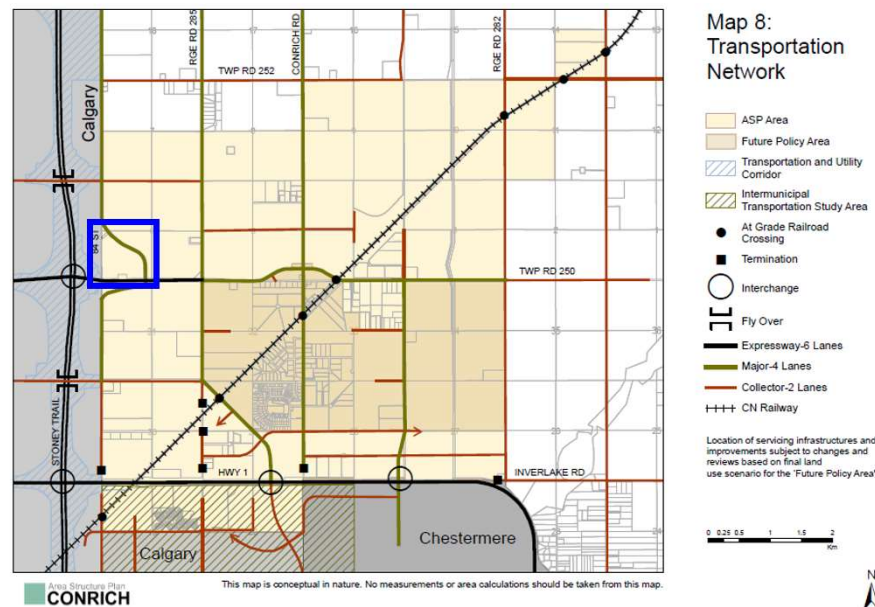 Map 8:
Transportation
Network
RGE RD 285
CONRICH RD
RGE RD 282
TWP RD 252
Calgary
84 ST
TWP RD 250
STONEY TRAIL
HWY 1
INVERLAKE RD
Calgary
Chestermere
ASP Area
Future Policy Area
Transportation and Utility
Corridor
Intermunicipal
Transportation Study Area
At Grade Railroad
Crossing
Termination
Interchange
Fly Over
Expressway-6 Lanes
Major-4 Lanes
Collector-2 Lanes
CN Railway
Location of servicing infrastructures and
improvements subject to changes and
reviews based on final land
use scenario for the 'Future Policy Area'
0 0.25 0.5 1 1.5 2
Km
N
Area Structure Plan
CONRICH
This map is conceptual in nature. No measurements or area calculations should be taken from this map.